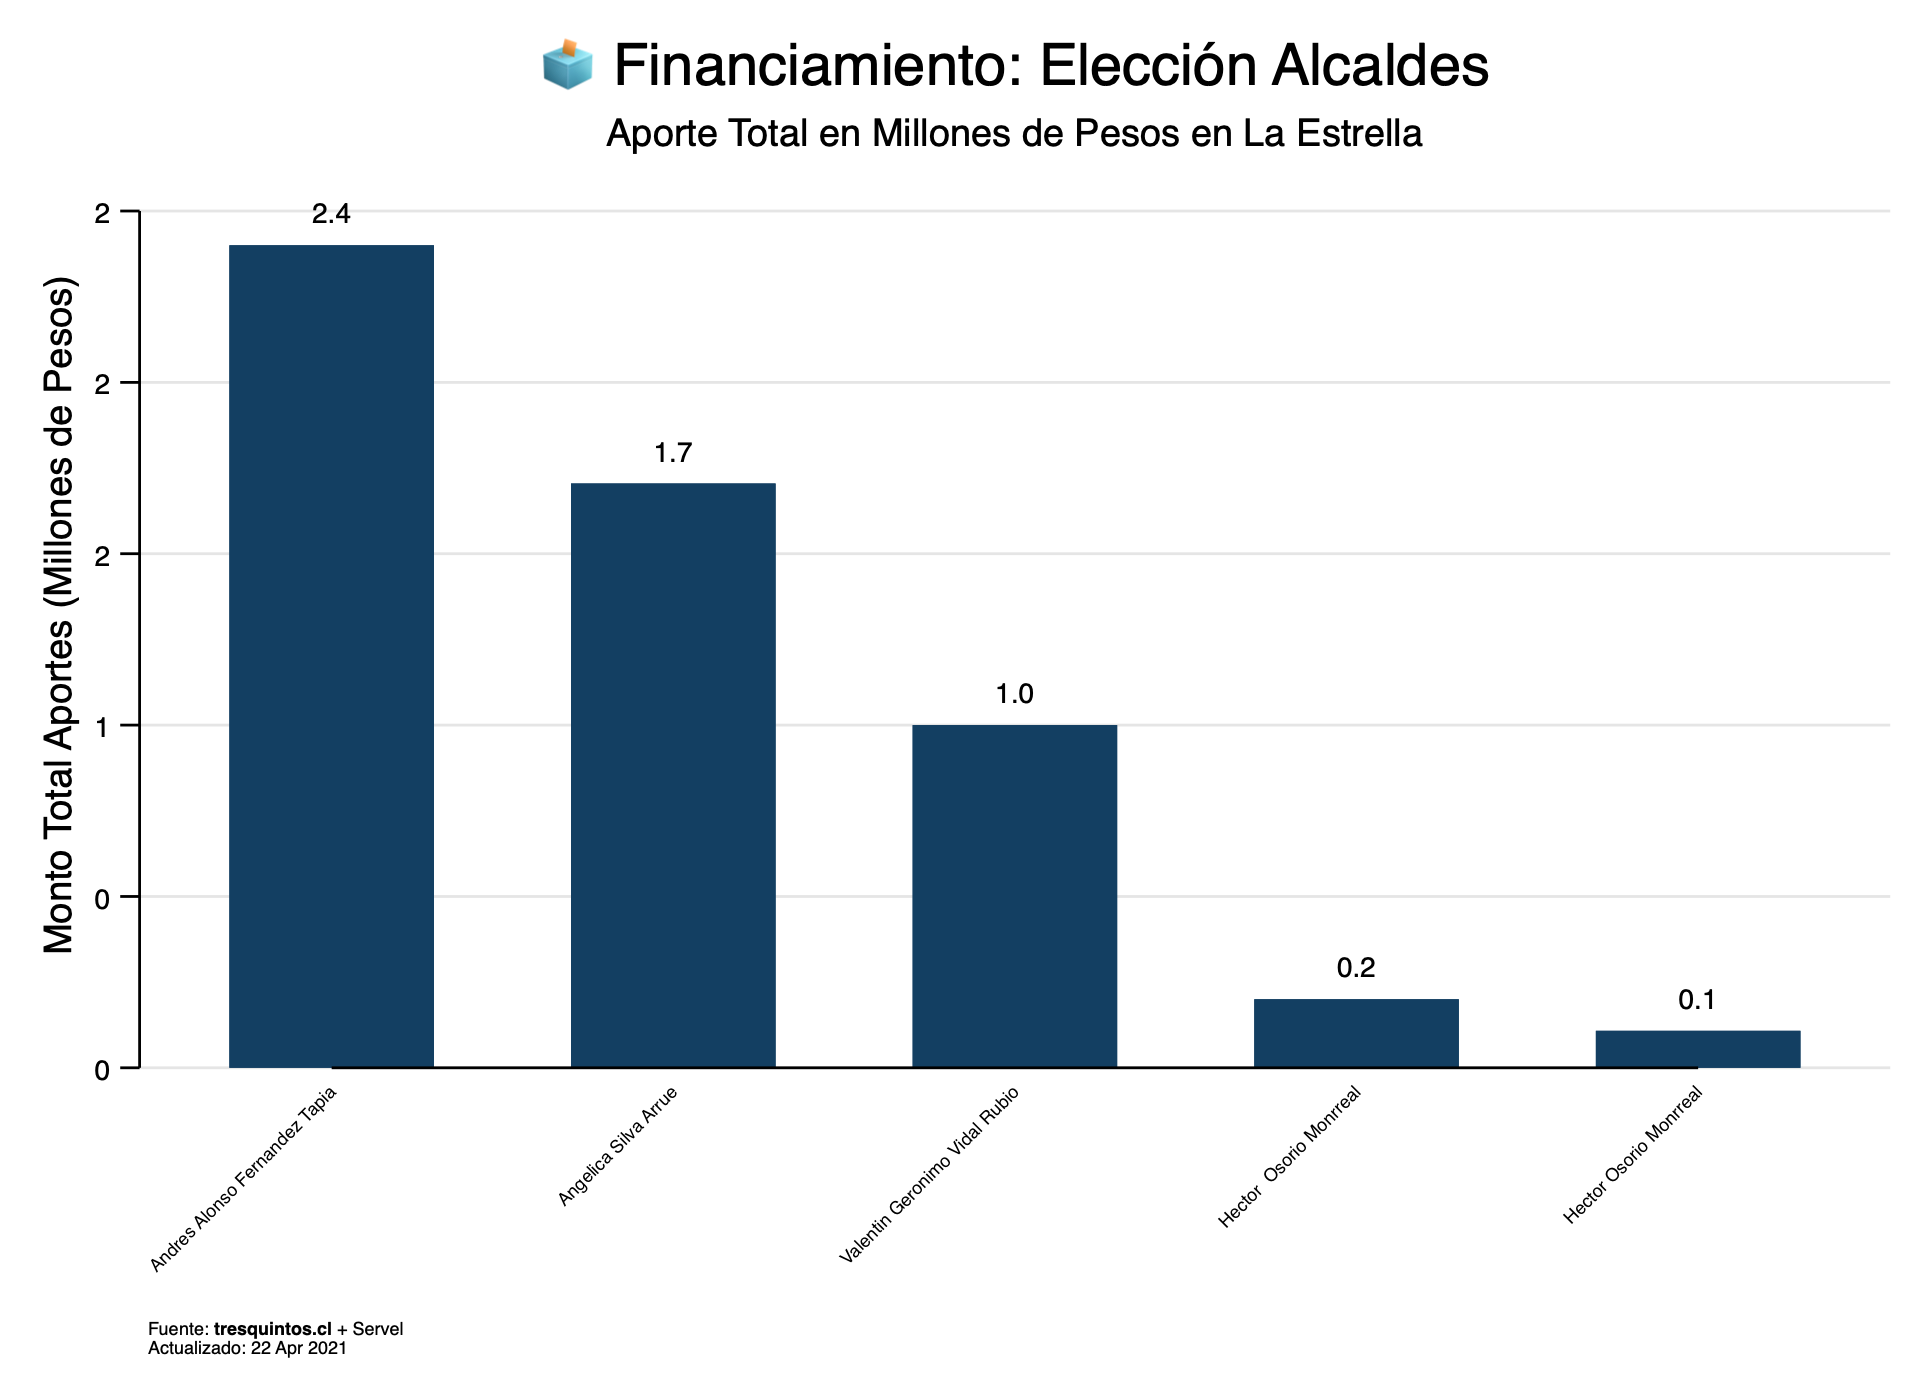 Financiamiento: Elección Alcaldes
Aporte Total en Millones de Pesos en La Estrella
Monto Total Aportes (Millones de Pesos)
2
2
2
1
0
0
2.4
1.7
1.0
0.2
0.1
Andres Alonso Fernandez Tapia
Angelica Silva Arrue
Valentin Geronimo Vidal Rubio
Hector  Osorio Monrreal
Hector Osorio Monrreal
Fuente: tresquintos.cl + Servel
Actualizado: 22 Apr 2021